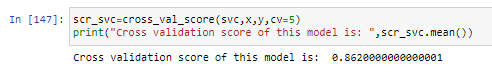 In [147]: scr_svc=cross_val_score(svc,x,y,cv=5)
print("Cross validation score of this model is: ",scr_svc.mean())
Cross validation score of this model is:  0.8620000000000001